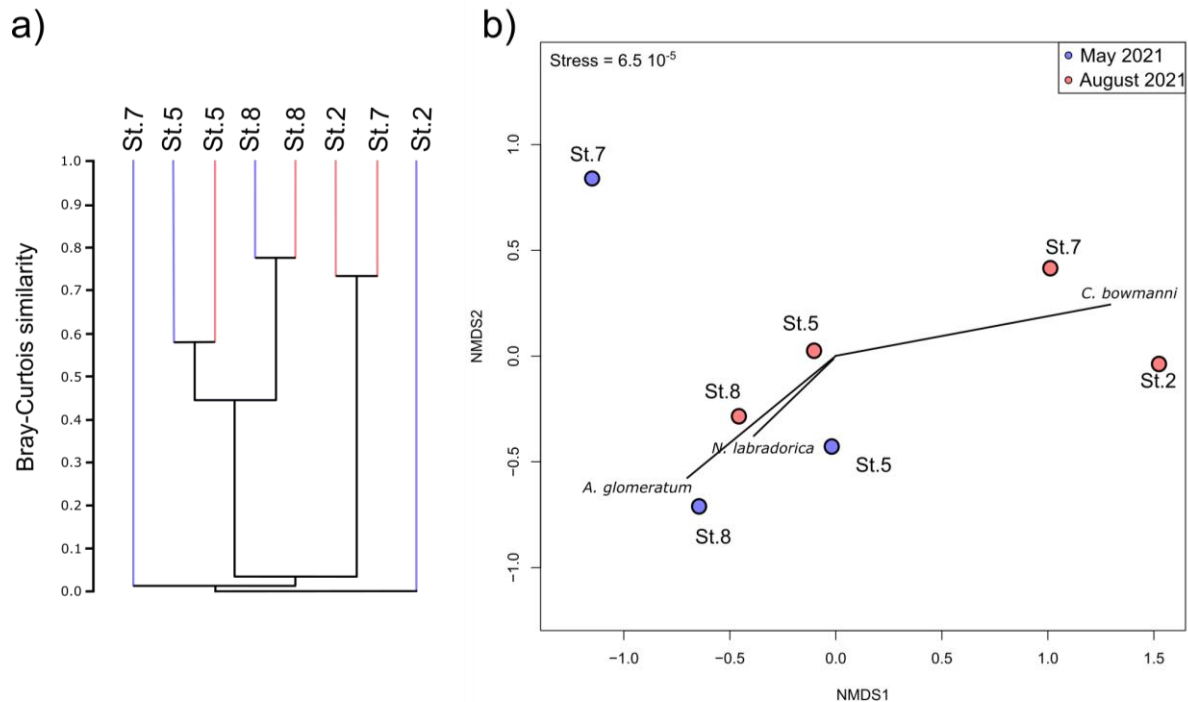 a)
St.7 St.5 St.5 St.8 St.8 St.2 St.7 St.2
1.0
0.9
0.8
0.7
0.6
0.5
0.4
0.3
0.2
0.1
0.0
Bray-Curtois similarity
b)
Stress = 6.5 10⁻⁵
May 2021
August 2021
St.7
St.7
C. bowmanni
St.5
St.2
St.8
N. labradorica
St.5
A. glomeratum
St.8
1.0
0.5
0.0
−0.5
−1.0
NMDS2
−1.0 −0.5 0.0 0.5 1.0 1.5
NMDS1